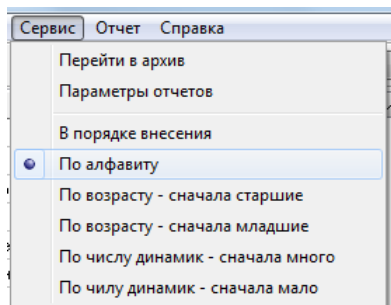 Сервис Отчет Справка
Перейти в архив
Параметры отчетов
В порядке внесения
По алфавиту
По возрасту - сначала старшие
По возрасту - сначала младшие
По числу динамик - сначала много
По чилу динамик - сначала мало